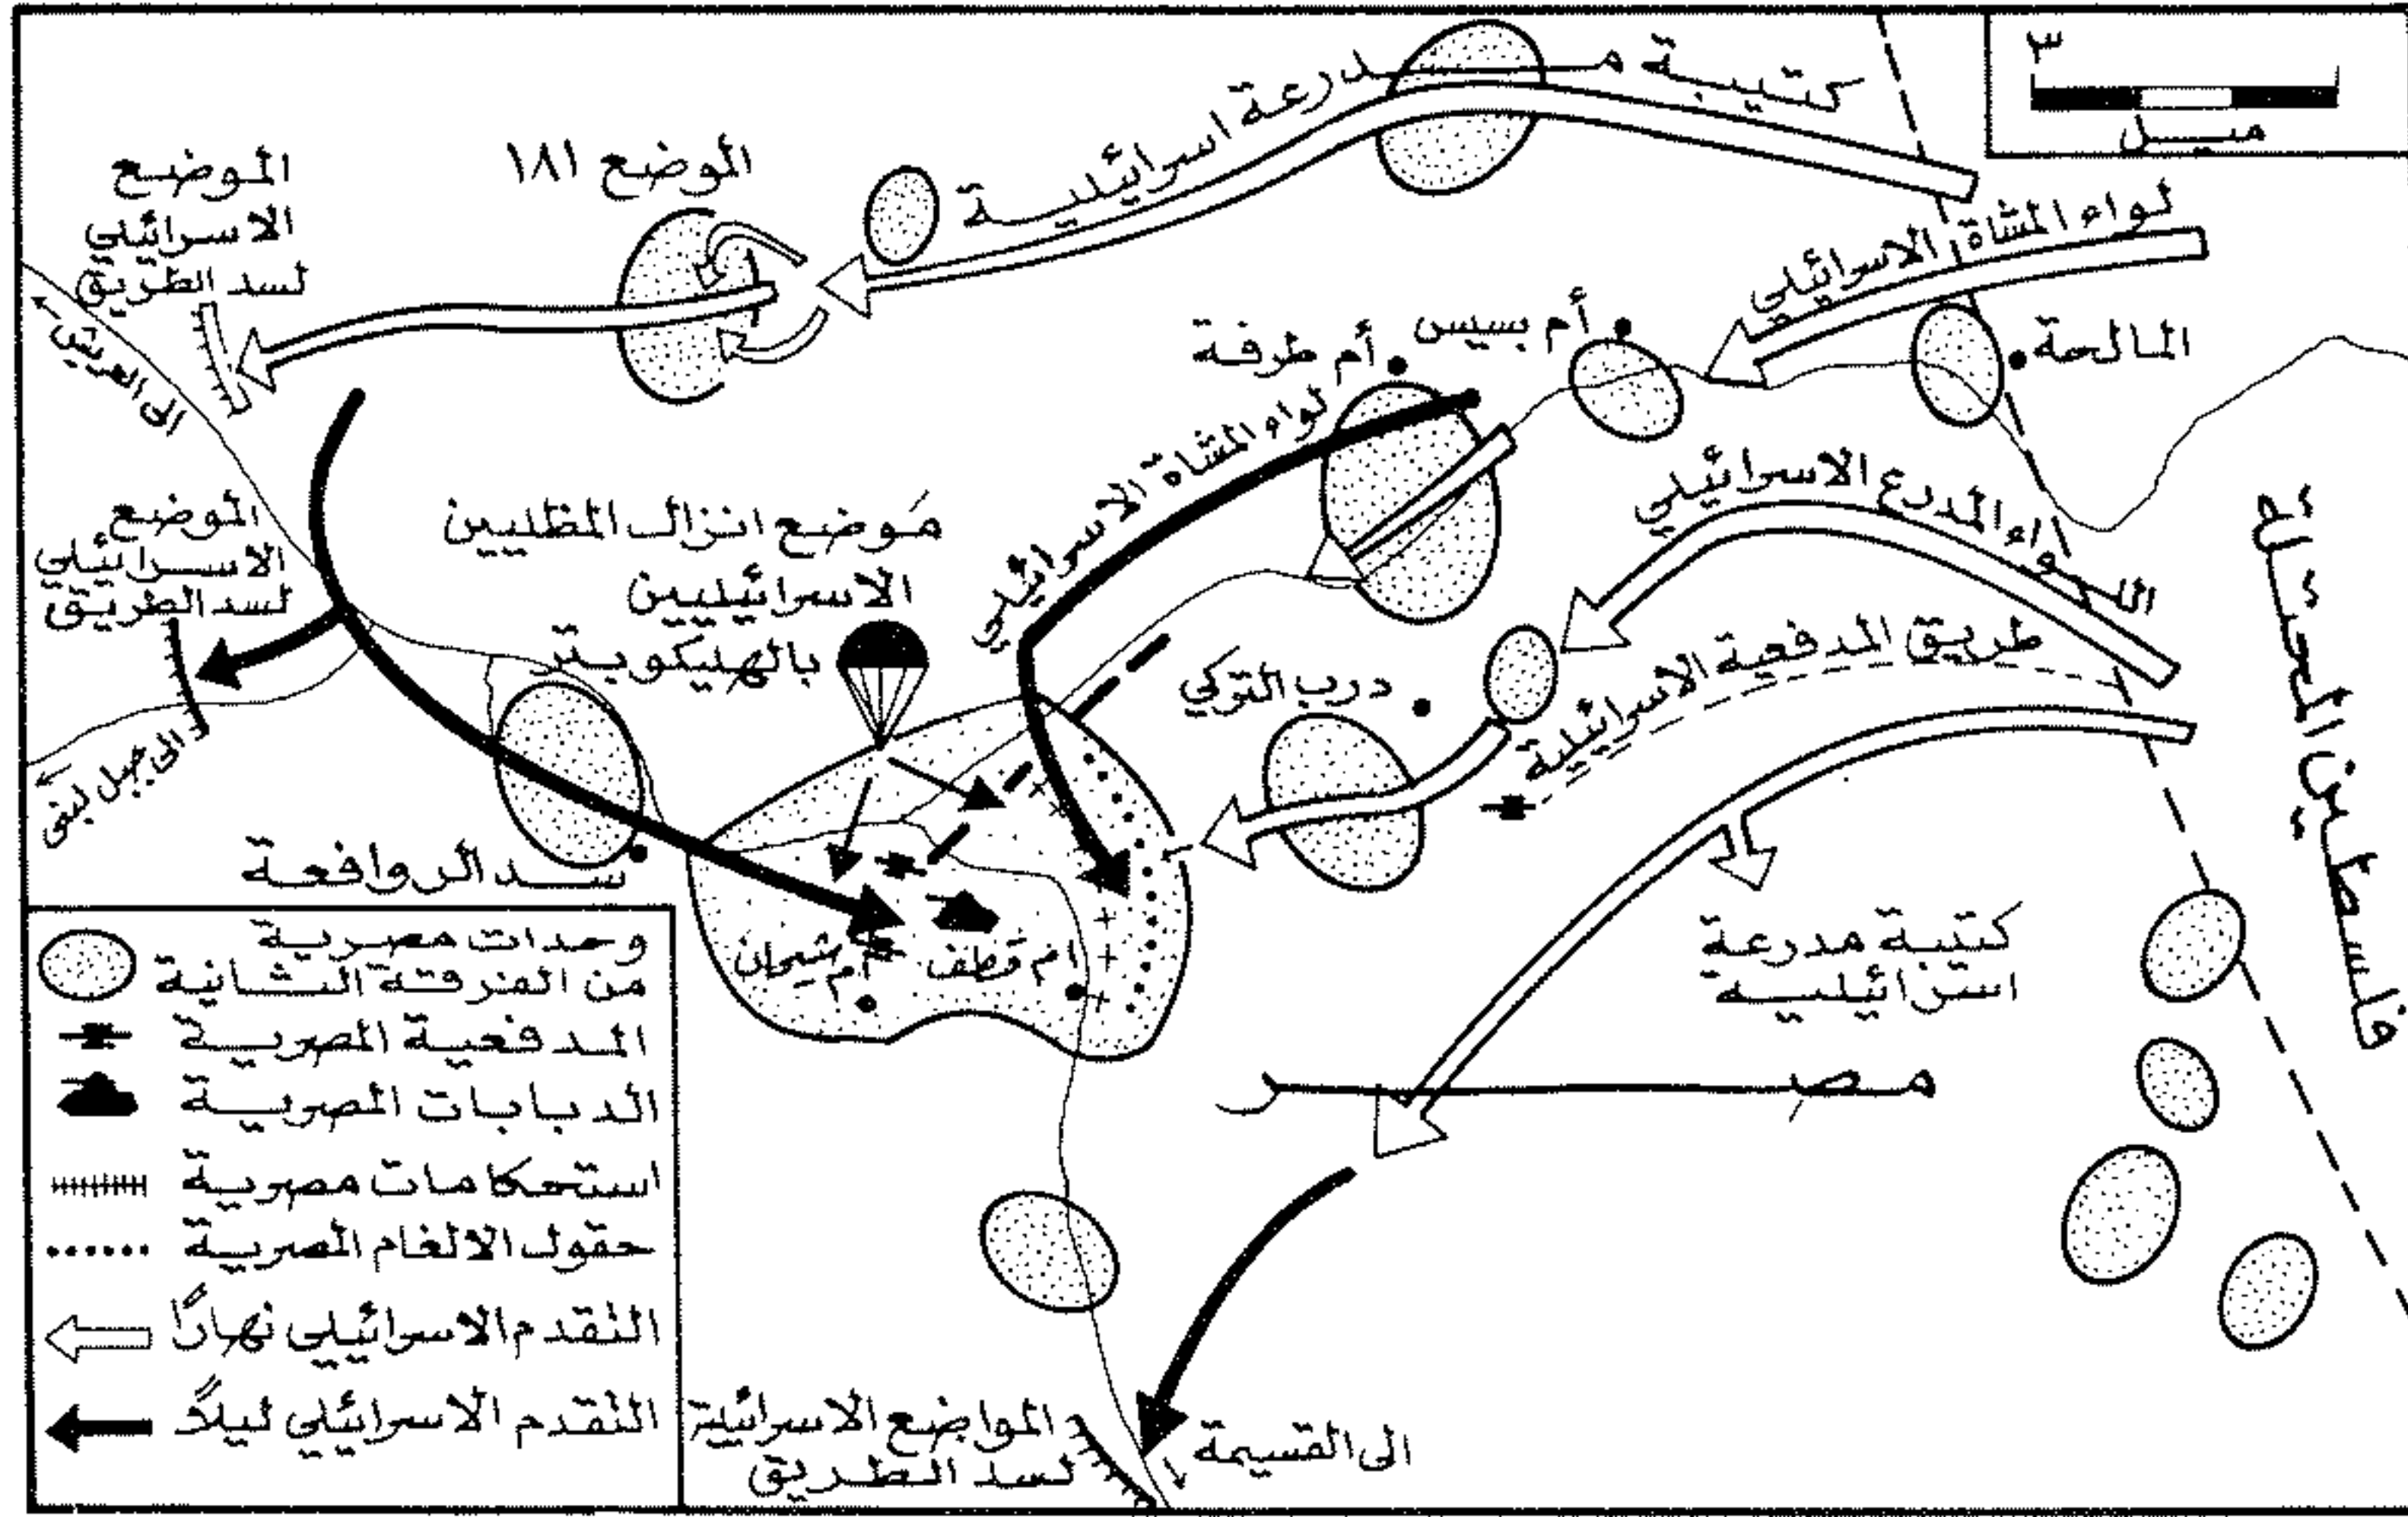 ٣
ميل
كتيبة مدرعة اسرائيلية
الموضع ١٨١
الموضع
الاسرائيلي
لسد الطريق
الى العريش
لواء المشاة الاسرائيلي
المالحة
أم بسيس
أم طرفة
لواء المشاة الاسرائيلي
اللواء المدرع الاسرائيلي
طريق المدفعية الاسرائيلية
فلسطين المحتلة
الموضع
الاسرائيلي
لسد الطريق
الى جبل لبنى
مَوضع انزال المظليين
الاسرائيليين
بالهليكوبتر
درب التركي
سد الروافعة
أم شيحان
ام قطف
كتيبة مدرعة
اسرائيلية
مصر
وحدات مصرية
من الفرقة الثانية
المدفعية المصرية
الدبابات المصرية
استحكامات مصرية
حقول الالغام المصرية
التقدم الاسرائيلي نهارًا
التقدم الاسرائيلي ليلاً
المواضع الاسرائيلية
لسد الطريق
الى القسيمة